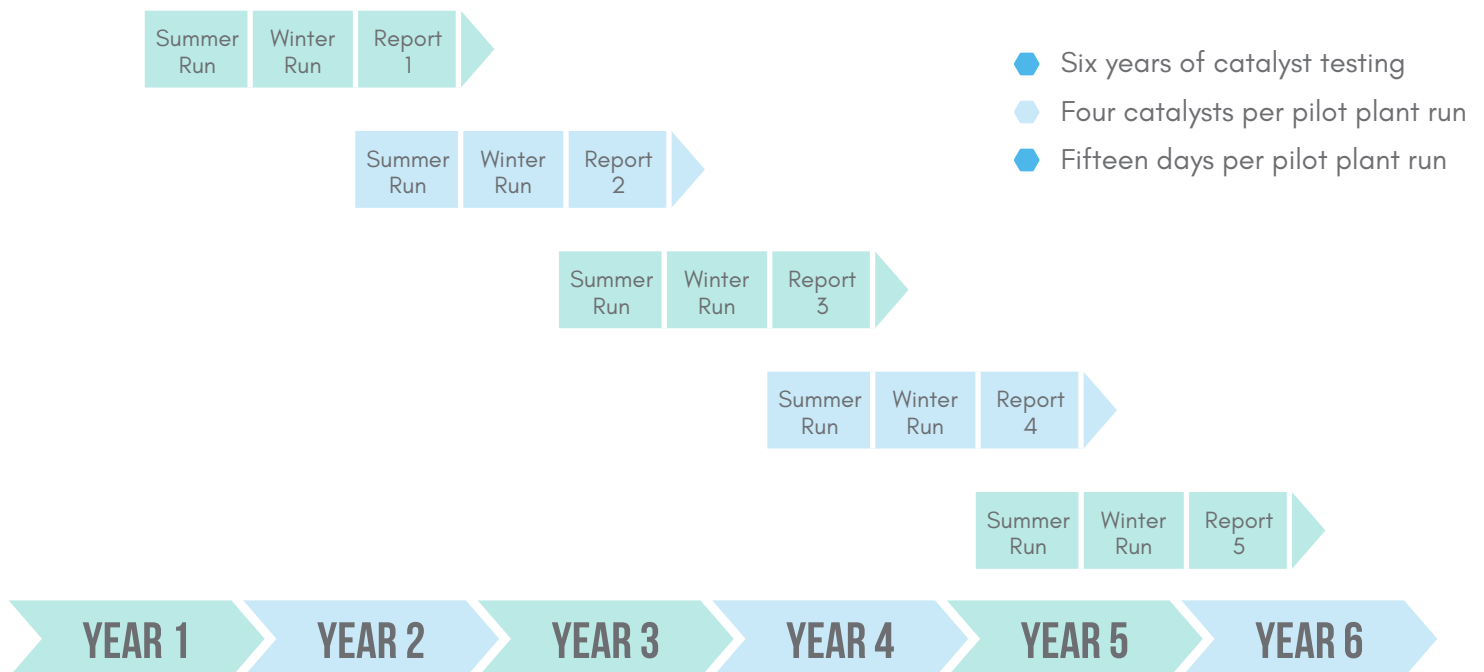 Summer
Run
Winter
Run
Report
1
Six years of catalyst testing
Four catalysts per pilot plant run
Fifteen days per pilot plant run
Summer
Run
Winter
Run
Report
2
Summer
Run
Winter
Run
Report
3
Summer
Run
Winter
Run
Report
4
Summer
Run
Winter
Run
Report
5
YEAR 1
YEAR 2
YEAR 3
YEAR 4
YEAR 5
YEAR 6